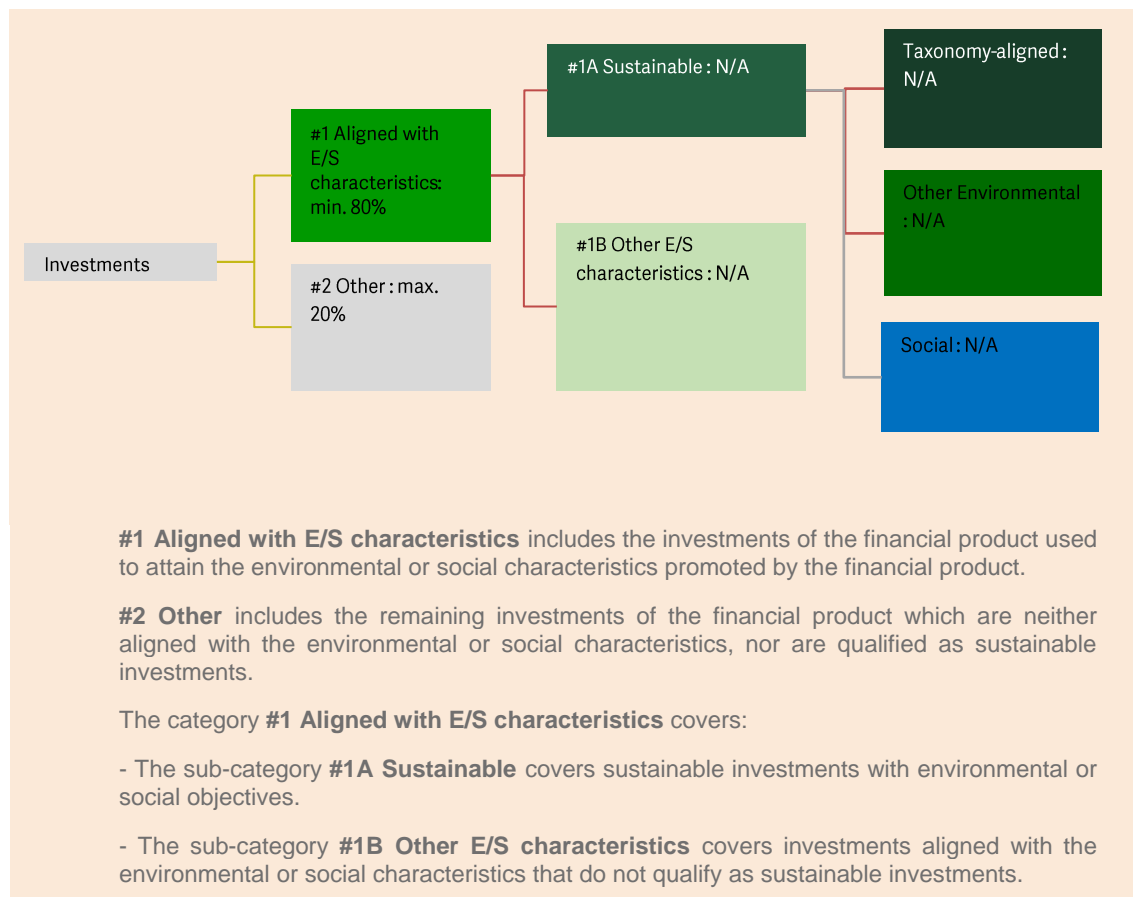 Investments
#1 Aligned with
E/S
characteristics:
min. 80%
#2 Other : max.
20%
#1A Sustainable : N/A
#1B Other E/S
characteristics : N/A
Taxonomy-aligned :
N/A
Other Environmental
: N/A
Social : N/A
#1 Aligned with E/S characteristics includes the investments of the financial product used
to attain the environmental or social characteristics promoted by the financial product.
#2 Other includes the remaining investments of the financial product which are neither
aligned with the environmental or social characteristics, nor are qualified as sustainable
investments.
The category #1 Aligned with E/S characteristics covers:
- The sub-category #1A Sustainable covers sustainable investments with environmental or
social objectives.
- The sub-category #1B Other E/S characteristics covers investments aligned with the
environmental or social characteristics that do not qualify as sustainable investments.